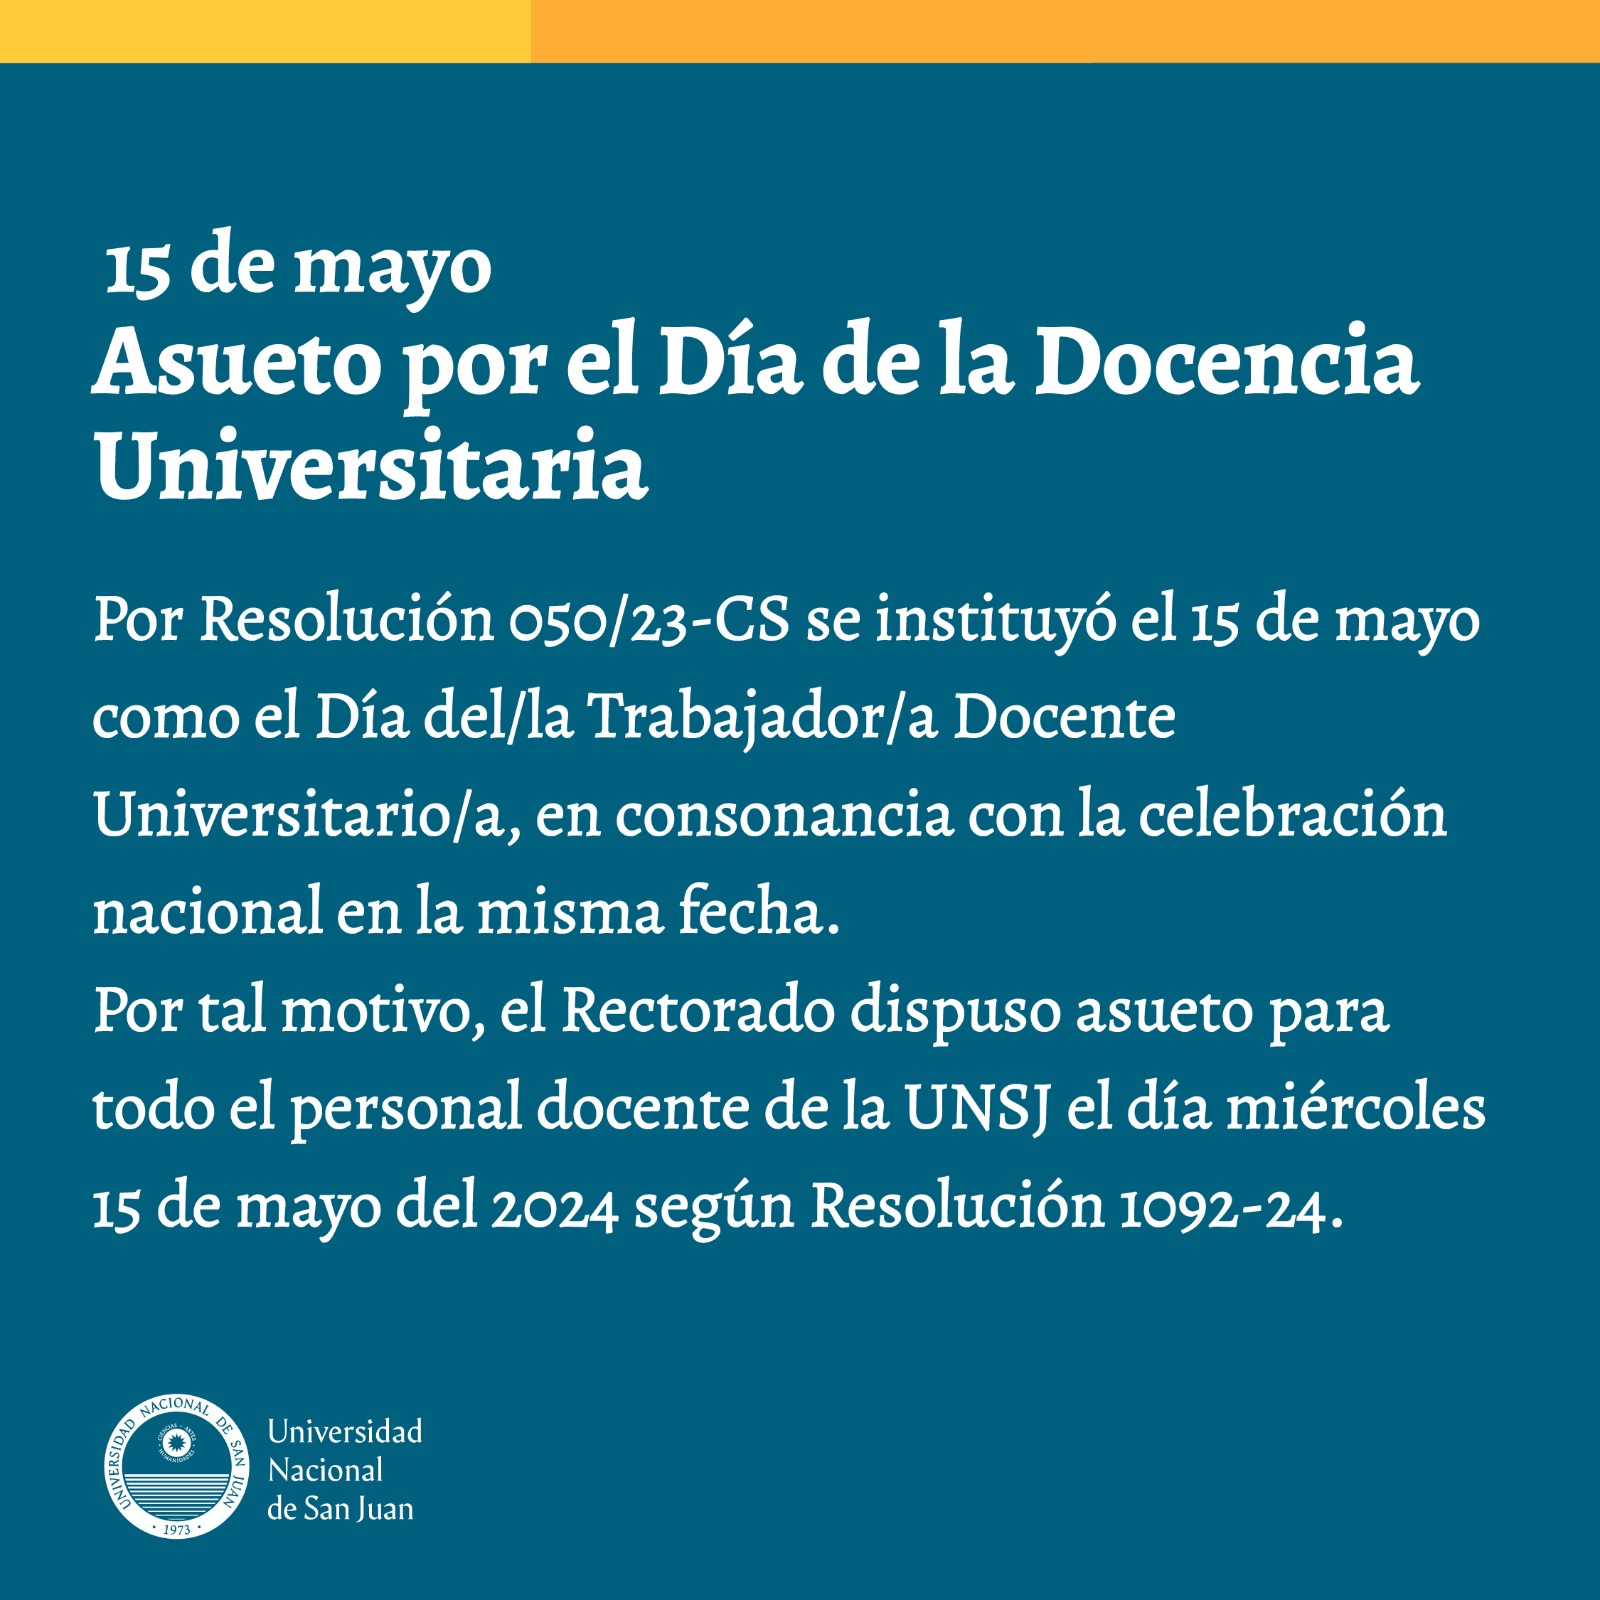 15 de mayo
Asueto por el Día de la Docencia
Universitaria
Por Resolución 050/23-CS se instituyó el 15 de mayo
como el Día del/la Trabajador/a Docente
Universitario/a, en consonancia con la celebración
nacional en la misma fecha.
Por tal motivo, el Rectorado dispuso asueto para
todo el personal docente de la UNSJ el día miércoles
15 de mayo del 2024 según Resolución 1092-24.
UNIVERSIDAD NACIONAL DE SAN JUAN
CIENCIAS - ARTES
HUMANIDADES
· 1973 ·
Universidad
Nacional
de San Juan